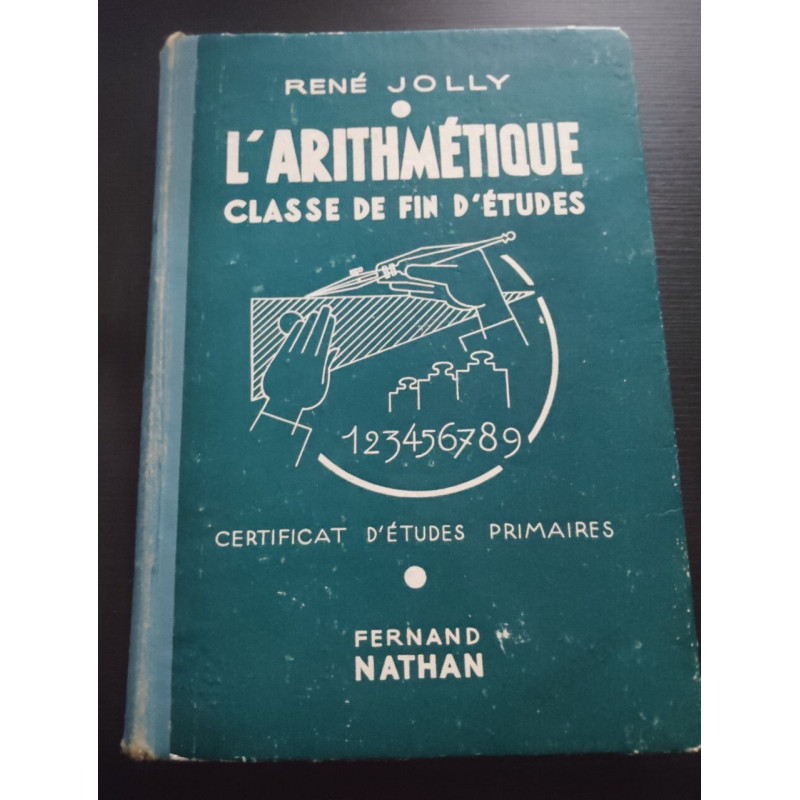 RENÉ JOLLY
L'ARITHMÉTIQUE
CLASSE DE FIN D'ÉTUDES
123456789
CERTIFICAT D'ÉTUDES PRIMAIRES
FERNAND
NATHAN